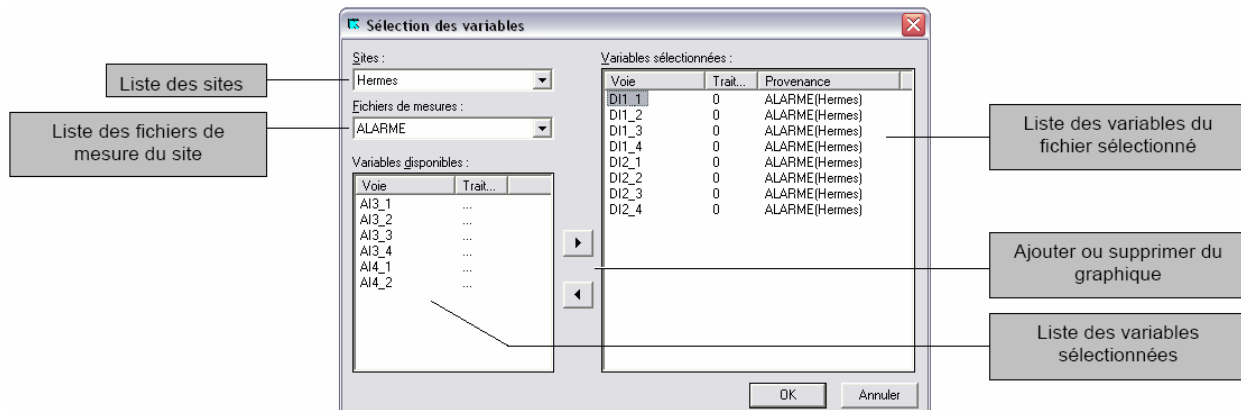 Sélection des variables
Liste des sites
Liste des fichiers de
mesure du site
Sites :
Hermes
Fichiers de mesures :
ALARME
Variables disponibles :
Voie Trait...
AI3_1 ...
AI3_2 ...
AI3_3 ...
AI3_4 ...
AI4_1 ...
AI4_2 ...
Variables sélectionnées :
Voie Trait... Provenance
DI1_1 0 ALARME(Hermes)
DI1_2 0 ALARME(Hermes)
DI1_3 0 ALARME(Hermes)
DI1_4 0 ALARME(Hermes)
DI2_1 0 ALARME(Hermes)
DI2_2 0 ALARME(Hermes)
DI2_3 0 ALARME(Hermes)
DI2_4 0 ALARME(Hermes)
OK Annuler
Liste des variables du
fichier sélectionné
Ajouter ou supprimer du
graphique
Liste des variables
sélectionnées